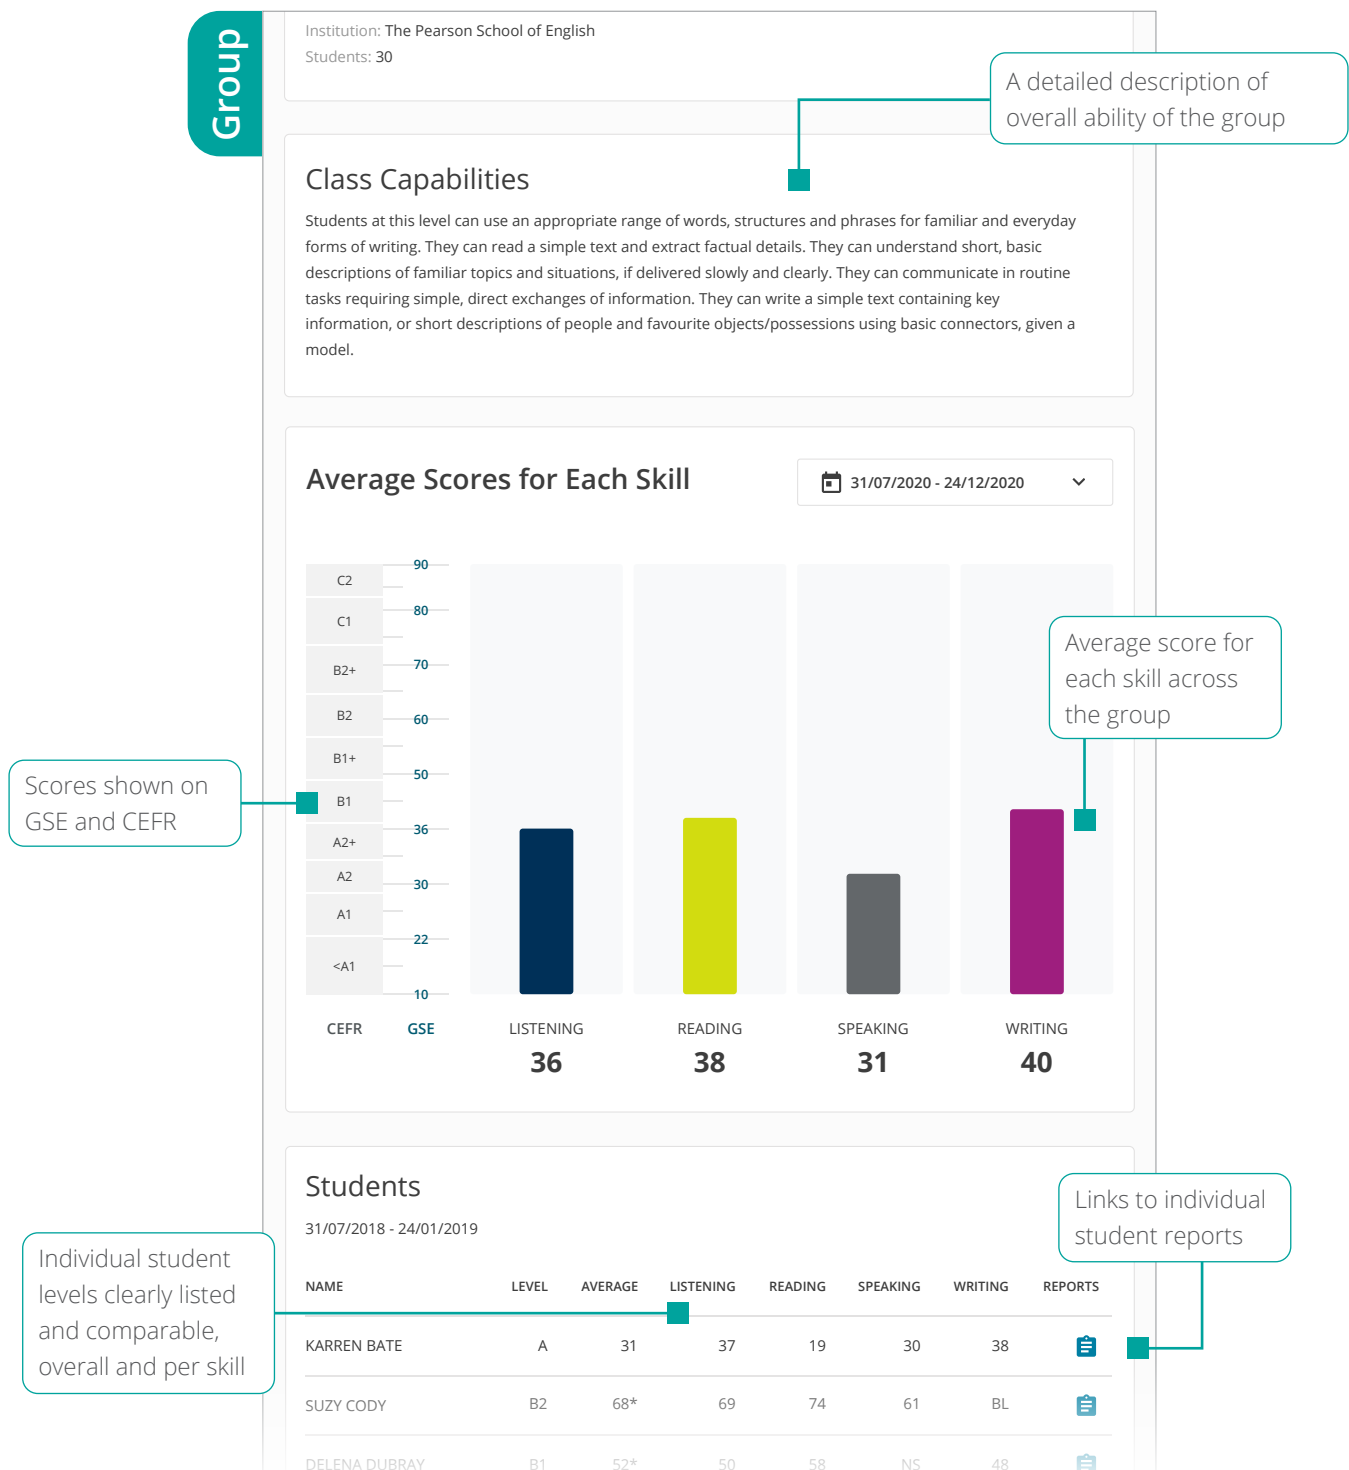 Group
Institution: The Pearson School of English
Students: 30
A detailed description of
overall ability of the group
Class Capabilities
Students at this level can use an appropriate range of words, structures and phrases for familiar and everyday
forms of writing. They can read a simple text and extract factual details. They can understand short, basic
descriptions of familiar topics and situations, if delivered slowly and clearly. They can communicate in routine
tasks requiring simple, direct exchanges of information. They can write a simple text containing key
information, or short descriptions of people and favourite objects/possessions using basic connectors, given a
model.
Average Scores for Each Skill
31/07/2020 - 24/12/2020
90
C2
80
C1
70
B2+
B2
60
B1+
50
B1
36
A2+
A2
30
A1
22
<A1
10
CEFR GSE LISTENING READING SPEAKING WRITING
36 38 31 40
Average score for
each skill across
the group
Scores shown on
GSE and CEFR
Students
31/07/2018 - 24/01/2019
Links to individual
student reports
Individual student
levels clearly listed
and comparable,
overall and per skill
NAME LEVEL AVERAGE LISTENING READING SPEAKING WRITING REPORTS
KARREN BATE A 31 37 19 30 38
SUZY CODY B2 68* 69 74 61 BL
DELENA DUBRAY B1 52* 50 58 NS 48